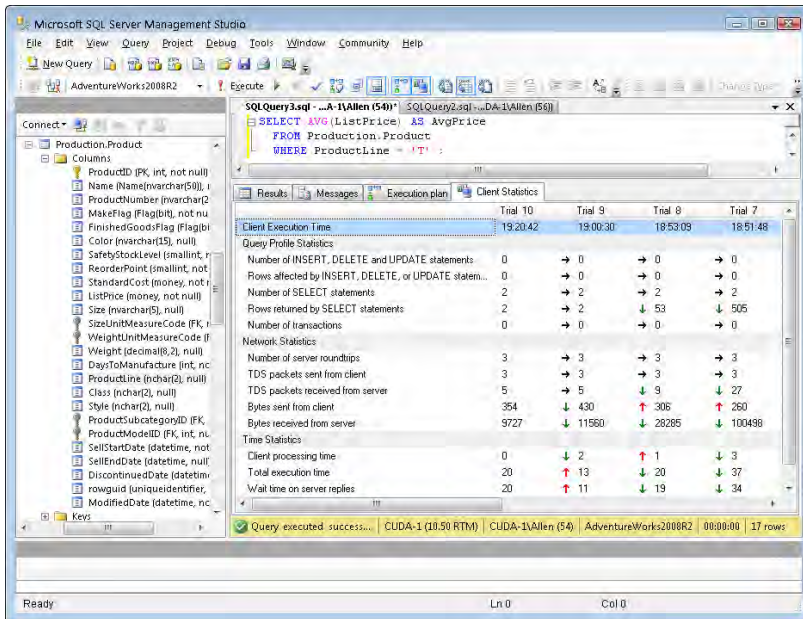 Microsoft SQL Server Management Studio
File Edit View Query Project Debug Tools Window Community Help
New Query
AdventureWorks2008R2 Execute Change Type
SQLQuery3.sql - ...A-1\Allen (54))* SQLQuery2.sql -...DA-1\Allen (56))
Connect
SELECT AVG(ListPrice) AS AvgPrice
FROM Production.Product
WHERE ProductLine = 'T' ;
Production.Product
Columns
ProductID (PK, int, not null)
Name (Name(nvarchar(50)),
ProductNumber (nvarchar(2
MakeFlag (Flag(bit), not nu
FinishedGoodsFlag (Flag(bi
Color (nvarchar(15), null)
SafetyStockLevel (smallint, r
ReorderPoint (smallint, not
StandardCost (money, not r
ListPrice (money, not null)
Size (nvarchar(5), null)
SizeUnitMeasureCode (FK, r
WeightUnitMeasureCode (F
Weight (decimal(8,2), null)
DaysToManufacture (int, nc
ProductLine (nchar(2), null)
Class (nchar(2), null)
Style (nchar(2), null)
ProductSubcategoryID (FK,
ProductModelID (FK, int, nu
SellStartDate (datetime, not
SellEndDate (datetime, null)
DiscontinuedDate (datetime
rowguid (uniqueidentifier,
ModifiedDate (datetime, nc
Keys
Results Messages Execution plan Client Statistics
Trial 10 Trial 9 Trial 8 Trial 7
Client Execution Time 19:20:42 19:00:30 18:53:09 18:51:48
Query Profile Statistics
Number of INSERT, DELETE and UPDATE statements 0 → 0 → 0 → 0
Rows affected by INSERT, DELETE, or UPDATE statem... 0 → 0 → 0 → 0
Number of SELECT statements 2 → 2 → 2 → 2
Rows returned by SELECT statements 2 → 2 ↓ 53 ↓ 505
Number of transactions 0 → 0 → 0 → 0
Network Statistics
Number of server roundtrips 3 → 3 → 3 → 3
TDS packets sent from client 3 → 3 → 3 → 3
TDS packets received from server 5 → 5 ↓ 9 ↓ 27
Bytes sent from client 354 ↓ 430 ↑ 306 ↑ 260
Bytes received from server 9727 ↓ 11560 ↓ 28285 ↓ 100498
Time Statistics
Client processing time 0 ↓ 2 ↑ 1 ↓ 3
Total execution time 20 ↑ 13 ↓ 20 ↓ 37
Wait time on server replies 20 ↑ 11 ↓ 19 ↓ 34
Query executed success... CUDA-1 (10.50 RTM) CUDA-1\Allen (54) AdventureWorks2008R2 00:00:00 17 rows
Ready Ln 0 Col 0